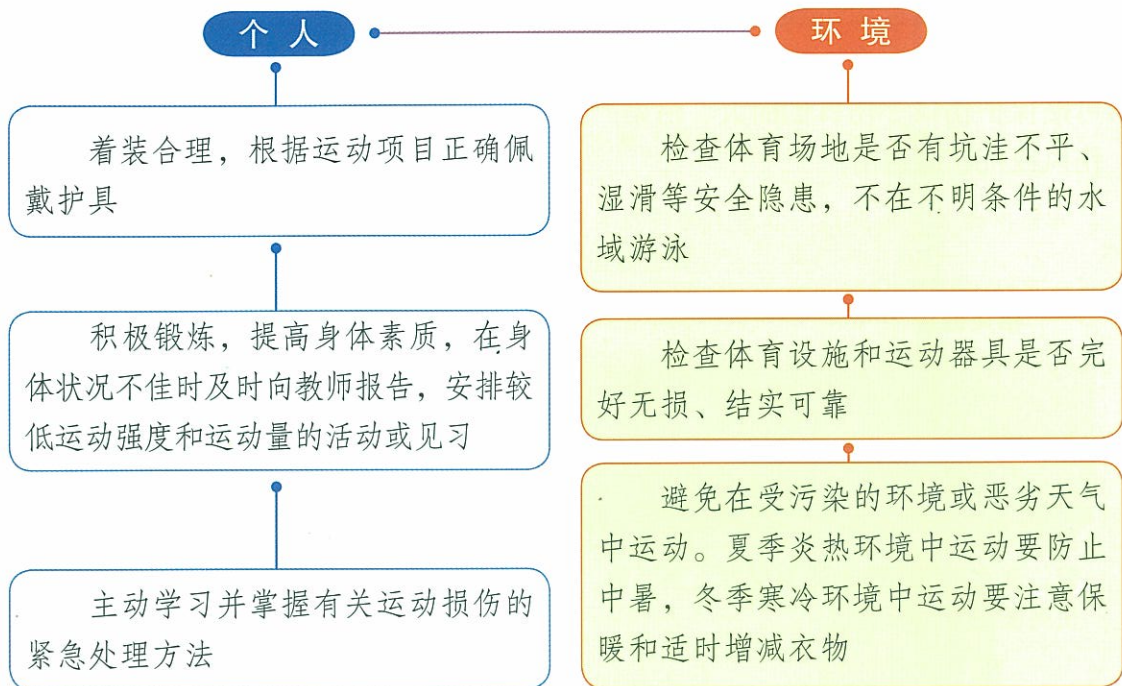 个人
着装合理，根据运动项目正确佩
戴护具
积极锻炼，提高身体素质，在身
体状况不佳时及时向教师报告，安排较
低运动强度和运动量的活动或见习
主动学习并掌握有关运动损伤的
紧急处理方法
环境
检查体育场地是否有坑洼不平、
湿滑等安全隐患，不在不明条件的水
域游泳
检查体育设施和运动器具是否完
好无损、结实可靠
避免在受污染的环境或恶劣天气
中运动。夏季炎热环境中运动要防止
中暑，冬季寒冷环境中运动要注意保
暖和适时增减衣物